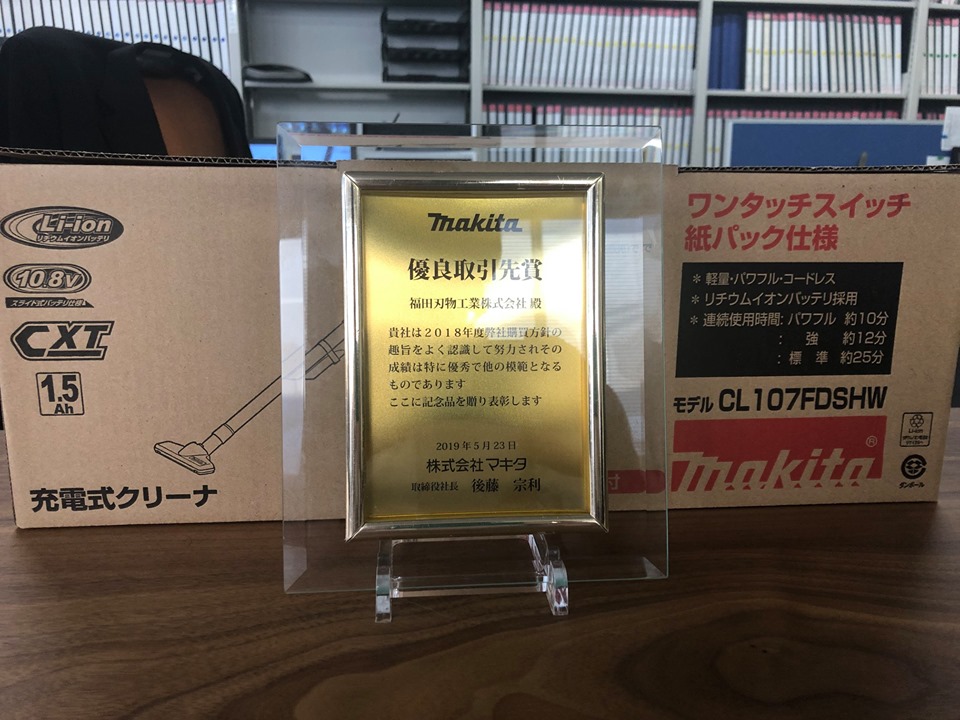 Li-ion
リチウムイオンバッテリ
10.8V
スライド式バッテリ仕様
CXT
1.5
Ah
充電式クリーナ
makita
優良取引先賞
福田刃物工業株式会社 殿
貴社は2018年度弊社購買方針の
趣旨をよく認識して努力されその
成績は特に優秀で他の模範となる
ものであります
ここに記念品を贈り表彰します
2019年5月23日
株式会社マキタ
取締役社長 後藤 宗利
ワンタッチスイッチ
紙パック仕様
* 軽量・パワフル・コードレス
* リチウムイオンバッテリ採用
* 連続使用時間: パワフル 約10分
: 強 約12分
: 標準 約25分
モデル CL107FDSHW
makita®
付
Li-ion
ダンボール